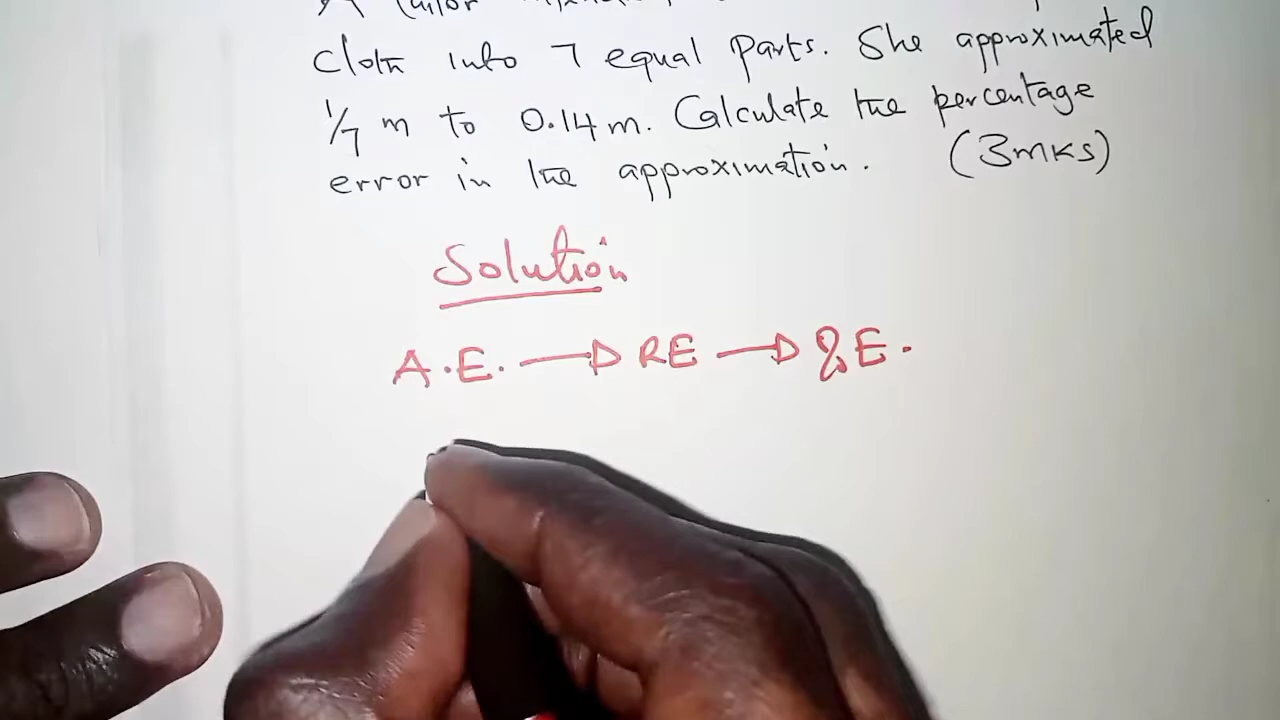 A tailor
cloth into 7 equal parts. She approximated
1/7 m to 0.14 m. Calculate the percentage
error in the approximation. (3mks)
Solution
A.E. → RE → %E.